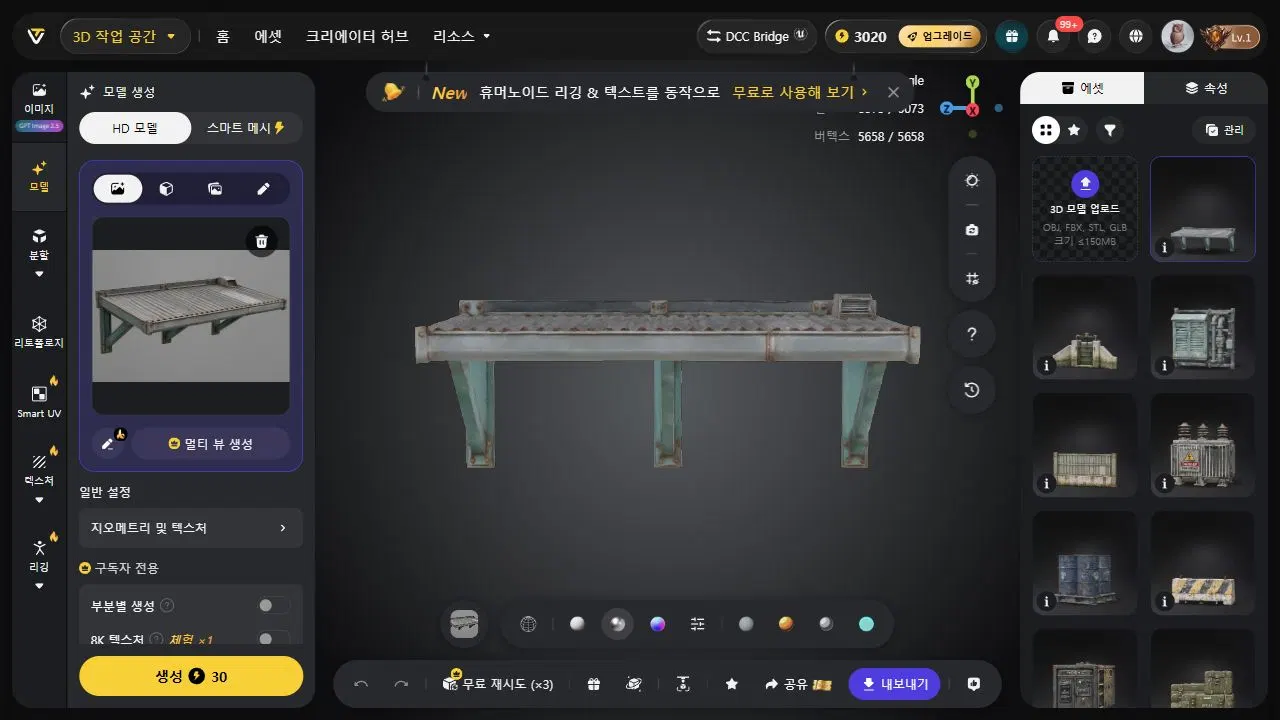 3D 작업 공간
홈
에셋
크리에이터 허브
리소스
DCC Bridge
3020
업그레이드
99+
Lv.1
이미지
GPT Image 2.5
모델
분할
리토폴로지
Smart UV
텍스처
리깅
모델 생성
HD 모델
스마트 메시
멀티 뷰 생성
일반 설정
지오메트리 및 텍스처
구독자 전용
부분별 생성 ?
8K 텍스처 ? 체험 ×1
생성 30
New 휴머노이드 리깅 & 텍스트를 동작으로 무료로 사용해 보기 ›
버텍스 5658 / 5658
Y
Z
X
?
무료 재시도 (×3)
공유
내보내기
에셋
속성
관리
3D 모델 업로드
OBJ, FBX, STL, GLB
크기 ≤150MB